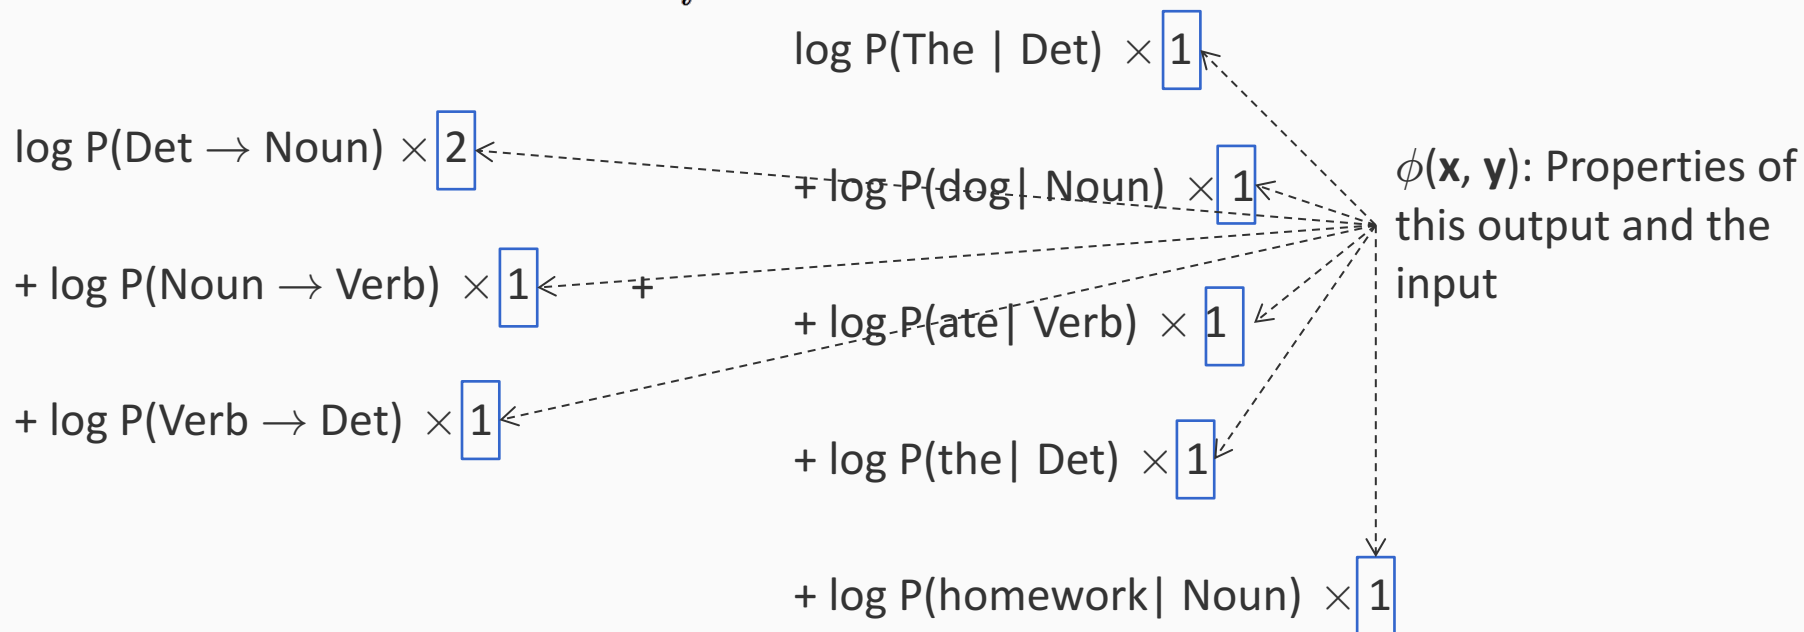 log P(Det → Noun) × 2
+ log P(Noun → Verb) × 1
+ log P(Verb → Det) × 1
+
log P(The | Det) × 1
+ log P(dog| Noun) × 1
+ log P(ate| Verb) × 1
+ log P(the| Det) × 1
+ log P(homework| Noun) × 1
ϕ(x, y): Properties of
this output and the
input